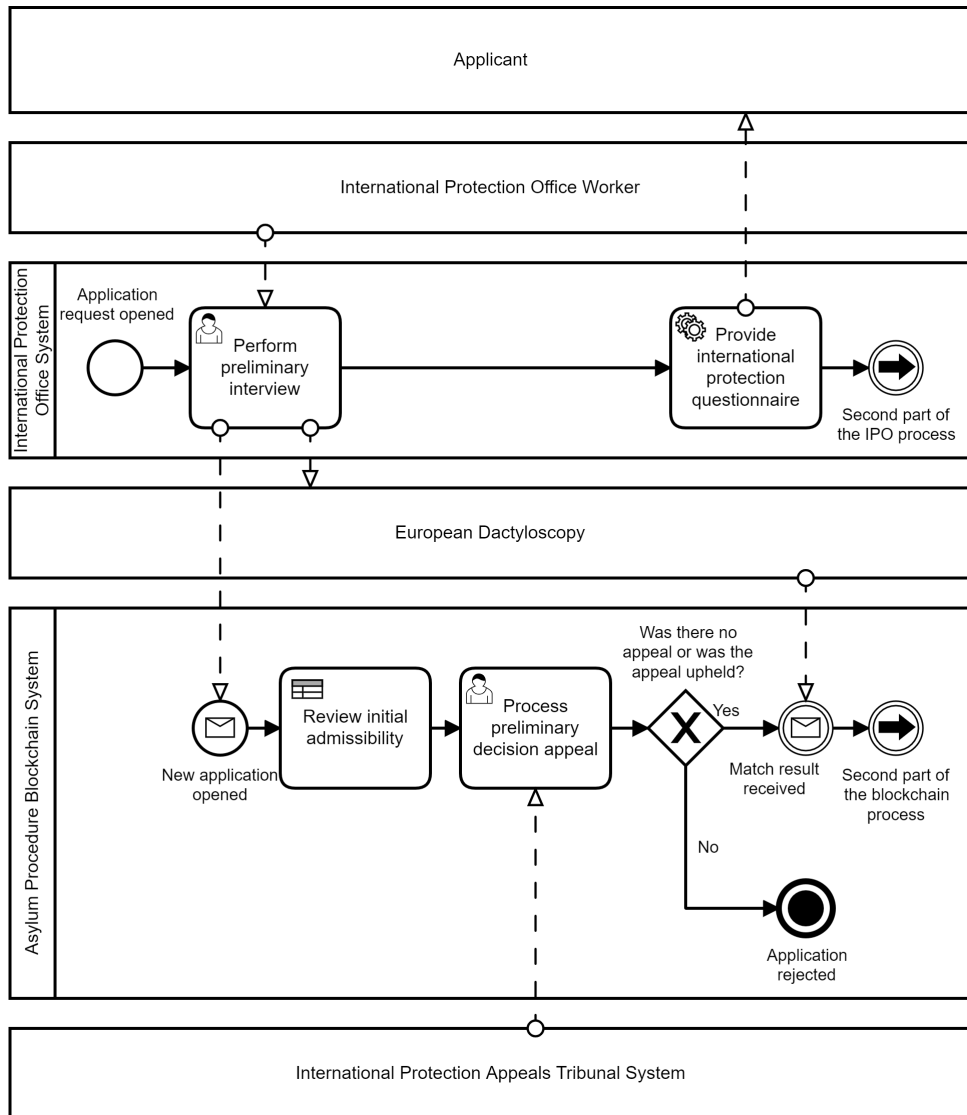 Applicant
International Protection Office Worker
International Protection
Office System
Application
request opened
Perform
preliminary
interview
Provide
international
protection
questionnaire
Second part of
the IPO process
European Dactyloscopy
Asylum Procedure Blockchain System
New application
opened
Review initial
admissibility
Process
preliminary
decision appeal
Was there no
appeal or was the
appeal upheld?
Yes
No
Match result
received
Second part of
the blockchain
process
Application
rejected
International Protection Appeals Tribunal System